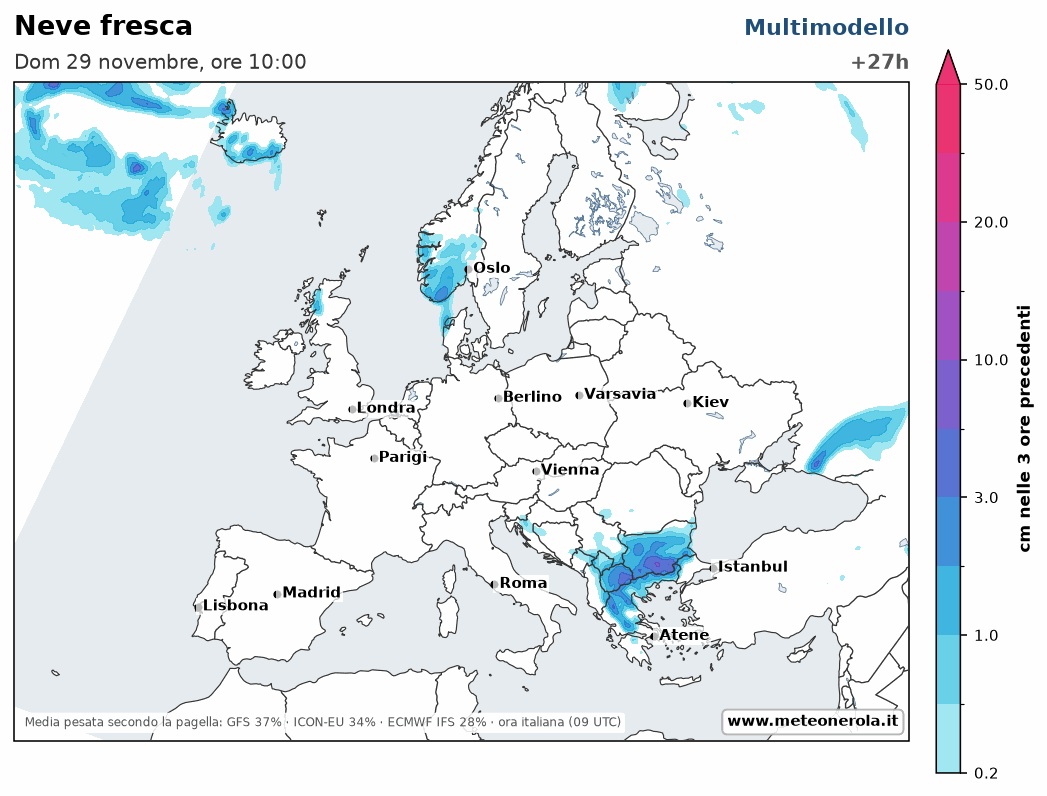 Neve fresca
Multimodello
Dom 29 novembre, ore 10:00
+27h
50.0
20.0
10.0
3.0
1.0
0.2
cm nelle 3 ore precedenti
Oslo
Berlino
Varsavia
Kiev
Londra
Parigi
Vienna
Istanbul
Roma
Madrid
Lisbona
Atene
Media pesata secondo la pagella: GFS 37% · ICON-EU 34% · ECMWF IFS 28% · ora italiana (09 UTC)
www.meteonerola.it